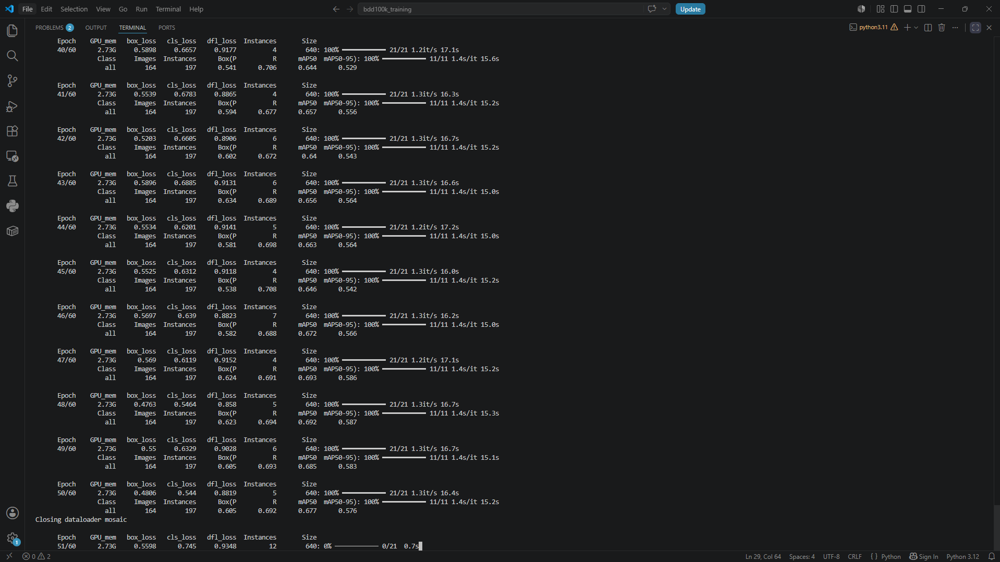 File Edit Selection View Go Run Terminal Help bdd100k_training Update
PROBLEMS 2 OUTPUT TERMINAL PORTS python3.11
Epoch GPU_mem box_loss cls_loss dfl_loss Instances Size
40/60 2.73G 0.5898 0.6657 0.9177 4 640: 100% ━━━━━━━━━━━━ 21/21 1.2it/s 17.1s
Class Images Instances Box(P R mAP50 mAP50-95): 100% ━━━━━━━━━━━━ 11/11 1.4s/it 15.6s
all 164 197 0.541 0.706 0.644 0.529
Epoch GPU_mem box_loss cls_loss dfl_loss Instances Size
41/60 2.73G 0.5539 0.6783 0.8865 4 640: 100% ━━━━━━━━━━━━ 21/21 1.3it/s 16.3s
Class Images Instances Box(P R mAP50 mAP50-95): 100% ━━━━━━━━━━━━ 11/11 1.4s/it 15.2s
all 164 197 0.594 0.677 0.657 0.556
Epoch GPU_mem box_loss cls_loss dfl_loss Instances Size
42/60 2.73G 0.5203 0.6605 0.8906 6 640: 100% ━━━━━━━━━━━━ 21/21 1.3it/s 16.7s
Class Images Instances Box(P R mAP50 mAP50-95): 100% ━━━━━━━━━━━━ 11/11 1.4s/it 15.2s
all 164 197 0.602 0.672 0.64 0.543
Epoch GPU_mem box_loss cls_loss dfl_loss Instances Size
43/60 2.73G 0.5896 0.6885 0.9131 6 640: 100% ━━━━━━━━━━━━ 21/21 1.3it/s 16.6s
Class Images Instances Box(P R mAP50 mAP50-95): 100% ━━━━━━━━━━━━ 11/11 1.4s/it 15.0s
all 164 197 0.634 0.689 0.656 0.564
Epoch GPU_mem box_loss cls_loss dfl_loss Instances Size
44/60 2.73G 0.5534 0.6201 0.9141 5 640: 100% ━━━━━━━━━━━━ 21/21 1.2it/s 17.2s
Class Images Instances Box(P R mAP50 mAP50-95): 100% ━━━━━━━━━━━━ 11/11 1.4s/it 15.0s
all 164 197 0.581 0.698 0.663 0.564
Epoch GPU_mem box_loss cls_loss dfl_loss Instances Size
45/60 2.73G 0.5525 0.6312 0.9118 4 640: 100% ━━━━━━━━━━━━ 21/21 1.3it/s 16.0s
Class Images Instances Box(P R mAP50 mAP50-95): 100% ━━━━━━━━━━━━ 11/11 1.4s/it 15.2s
all 164 197 0.538 0.708 0.646 0.542
Epoch GPU_mem box_loss cls_loss dfl_loss Instances Size
46/60 2.73G 0.5697 0.639 0.8823 7 640: 100% ━━━━━━━━━━━━ 21/21 1.3it/s 16.2s
Class Images Instances Box(P R mAP50 mAP50-95): 100% ━━━━━━━━━━━━ 11/11 1.4s/it 15.0s
all 164 197 0.582 0.688 0.672 0.566
Epoch GPU_mem box_loss cls_loss dfl_loss Instances Size
47/60 2.73G 0.569 0.6119 0.9152 4 640: 100% ━━━━━━━━━━━━ 21/21 1.2it/s 17.1s
Class Images Instances Box(P R mAP50 mAP50-95): 100% ━━━━━━━━━━━━ 11/11 1.4s/it 15.2s
all 164 197 0.624 0.691 0.693 0.586
Epoch GPU_mem box_loss cls_loss dfl_loss Instances Size
48/60 2.73G 0.4763 0.5464 0.858 5 640: 100% ━━━━━━━━━━━━ 21/21 1.3it/s 16.7s
Class Images Instances Box(P R mAP50 mAP50-95): 100% ━━━━━━━━━━━━ 11/11 1.4s/it 15.3s
all 164 197 0.623 0.694 0.692 0.587
Epoch GPU_mem box_loss cls_loss dfl_loss Instances Size
49/60 2.73G 0.55 0.6329 0.9028 6 640: 100% ━━━━━━━━━━━━ 21/21 1.3it/s 16.7s
Class Images Instances Box(P R mAP50 mAP50-95): 100% ━━━━━━━━━━━━ 11/11 1.4s/it 15.1s
all 164 197 0.605 0.693 0.685 0.583
Epoch GPU_mem box_loss cls_loss dfl_loss Instances Size
50/60 2.73G 0.4806 0.544 0.8819 5 640: 100% ━━━━━━━━━━━━ 21/21 1.3it/s 16.4s
Class Images Instances Box(P R mAP50 mAP50-95): 100% ━━━━━━━━━━━━ 11/11 1.4s/it 15.2s
all 164 197 0.605 0.692 0.677 0.576
Closing dataloader mosaic
Epoch GPU_mem box_loss cls_loss dfl_loss Instances Size
51/60 2.73G 0.5598 0.745 0.9348 12 640: 0% ──────────── 0/21 0.7s
1
0 2 Ln 29, Col 64 Spaces: 4 UTF-8 CRLF { } Python Sign In Python 3.12